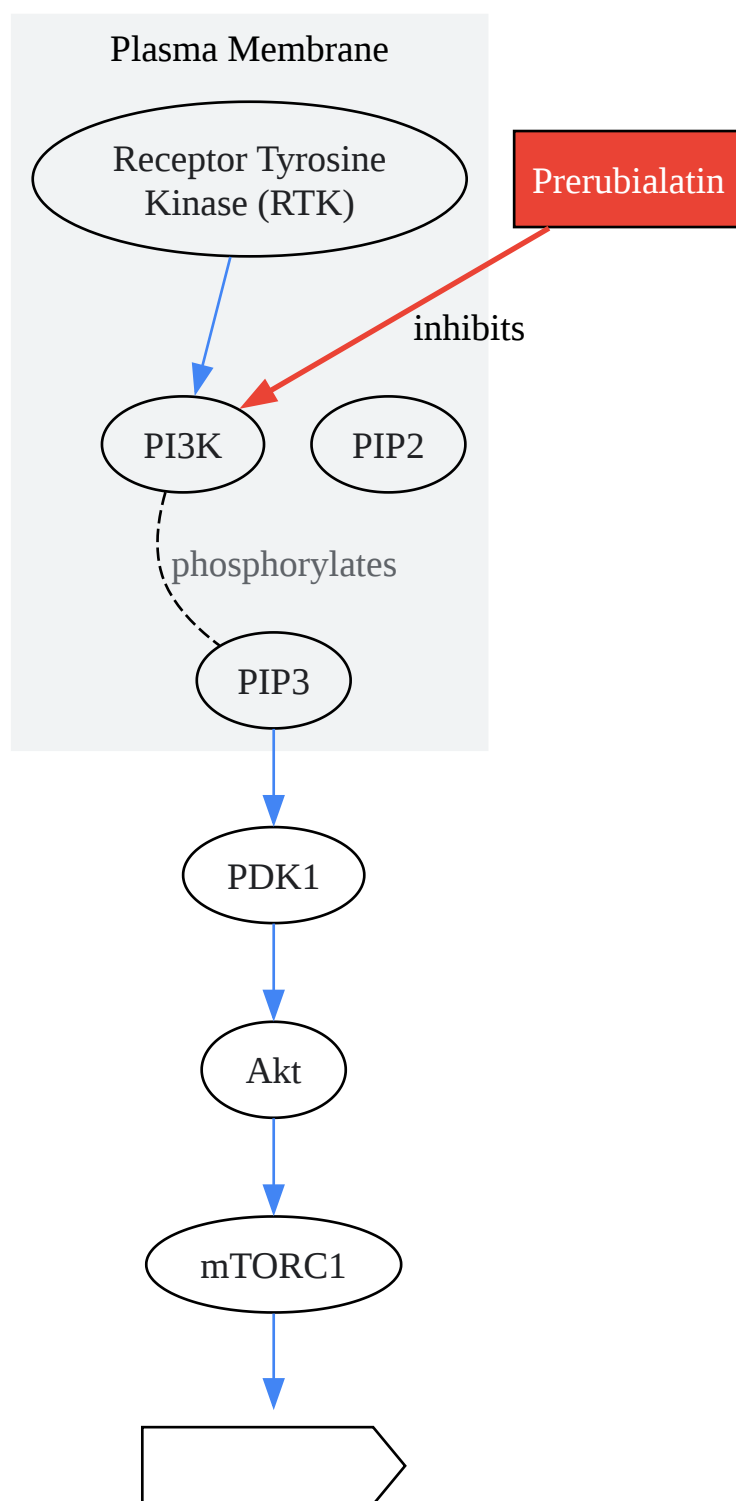 Plasma Membrane
Receptor Tyrosine
Kinase (RTK)
Prerubialatin
inhibits
PI3K
PIP2
phosphorylates
PIP3
PDK1
Akt
mTORC1